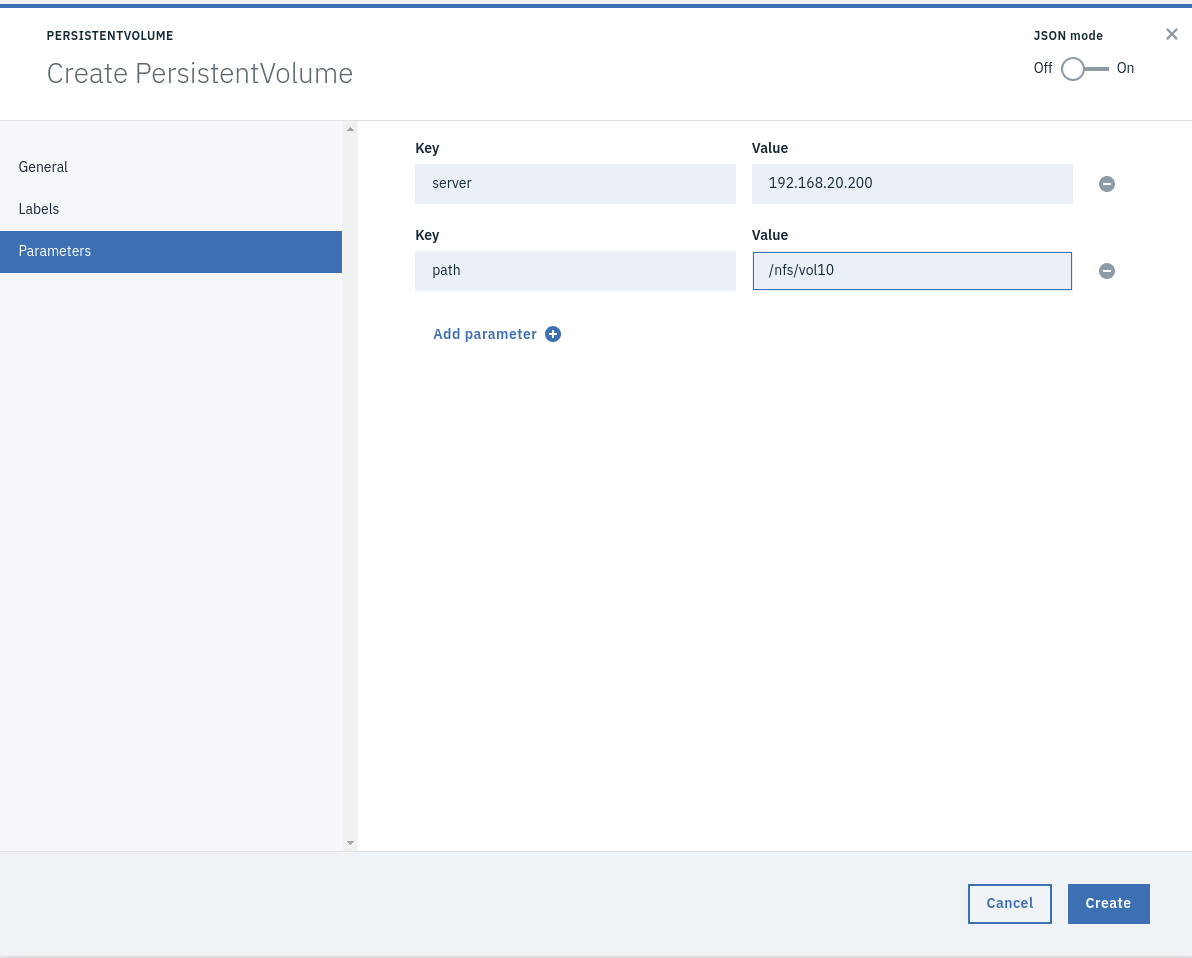 PERSISTENTVOLUME
Create PersistentVolume
JSON mode
Off On
General
Labels
Parameters
Key Value
server 192.168.20.200
Key Value
path /nfs/vol10
Add parameter
Cancel Create